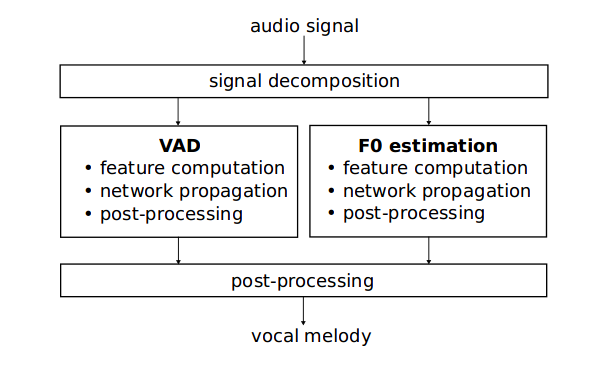 audio signal
signal decomposition
VAD
• feature computation
• network propagation
• post-processing
F0 estimation
• feature computation
• network propagation
• post-processing
post-processing
vocal melody